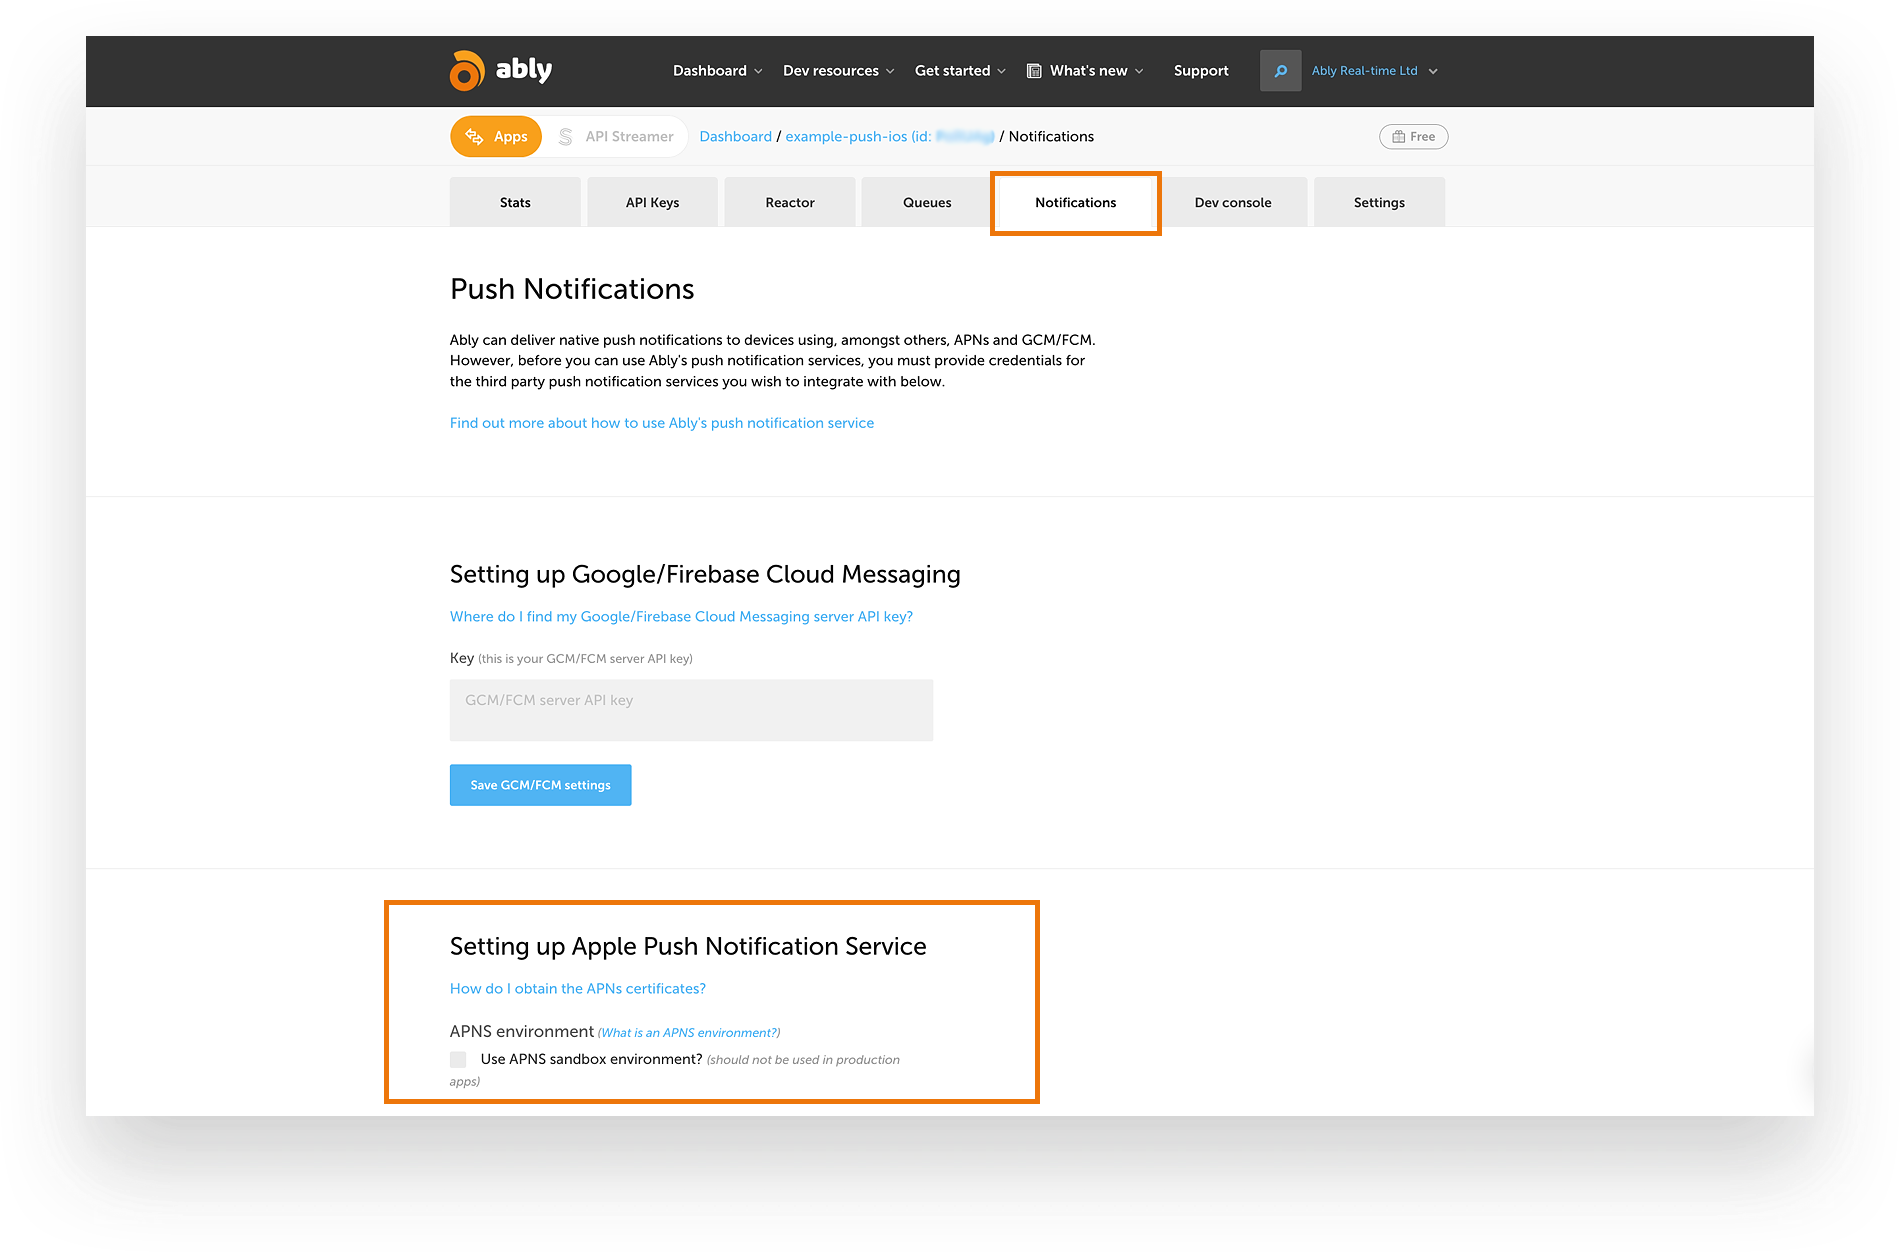 ably
Dashboard Dev resources Get started What's new Support Ably Real-time Ltd
Apps API Streamer Dashboard / example-push-ios (id: ) / Notifications Free
Stats API Keys Reactor Queues Notifications Dev console Settings
Push Notifications
Ably can deliver native push notifications to devices using, amongst others, APNs and GCM/FCM.
However, before you can use Ably's push notification services, you must provide credentials for
the third party push notification services you wish to integrate with below.
Find out more about how to use Ably's push notification service
Setting up Google/Firebase Cloud Messaging
Where do I find my Google/Firebase Cloud Messaging server API key?
Key (this is your GCM/FCM server API key)
GCM/FCM server API key
Save GCM/FCM settings
Setting up Apple Push Notification Service
How do I obtain the APNs certificates?
APNS environment (What is an APNS environment?)
Use APNS sandbox environment? (should not be used in production
apps)